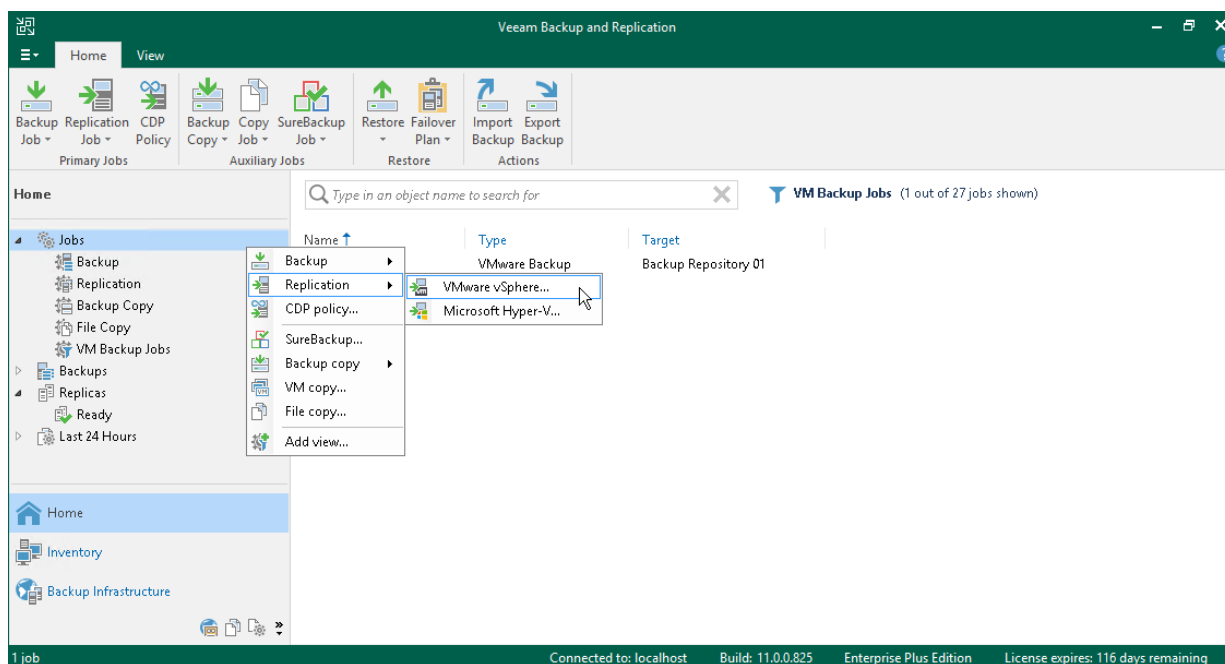 Veeam Backup and Replication
Home View
Backup Job
Replication Job
CDP Policy
Backup Copy
Copy Job
SureBackup Job
Restore
Failover Plan
Import Backup
Export Backup
Primary Jobs
Auxiliary Jobs
Restore
Actions
Home
Type in an object name to search for
VM Backup Jobs (1 out of 27 jobs shown)
Jobs
Backup
Replication
Backup Copy
File Copy
VM Backup Jobs
Backups
Replicas
Ready
Last 24 Hours
Name Type Target
VMware Backup Backup Repository 01
Backup
Replication
CDP policy...
SureBackup...
Backup copy
VM copy...
File copy...
Add view...
VMware vSphere...
Microsoft Hyper-V...
Home
Inventory
Backup Infrastructure
1 job
Connected to: localhost
Build: 11.0.0.825
Enterprise Plus Edition
License expires: 116 days remaining